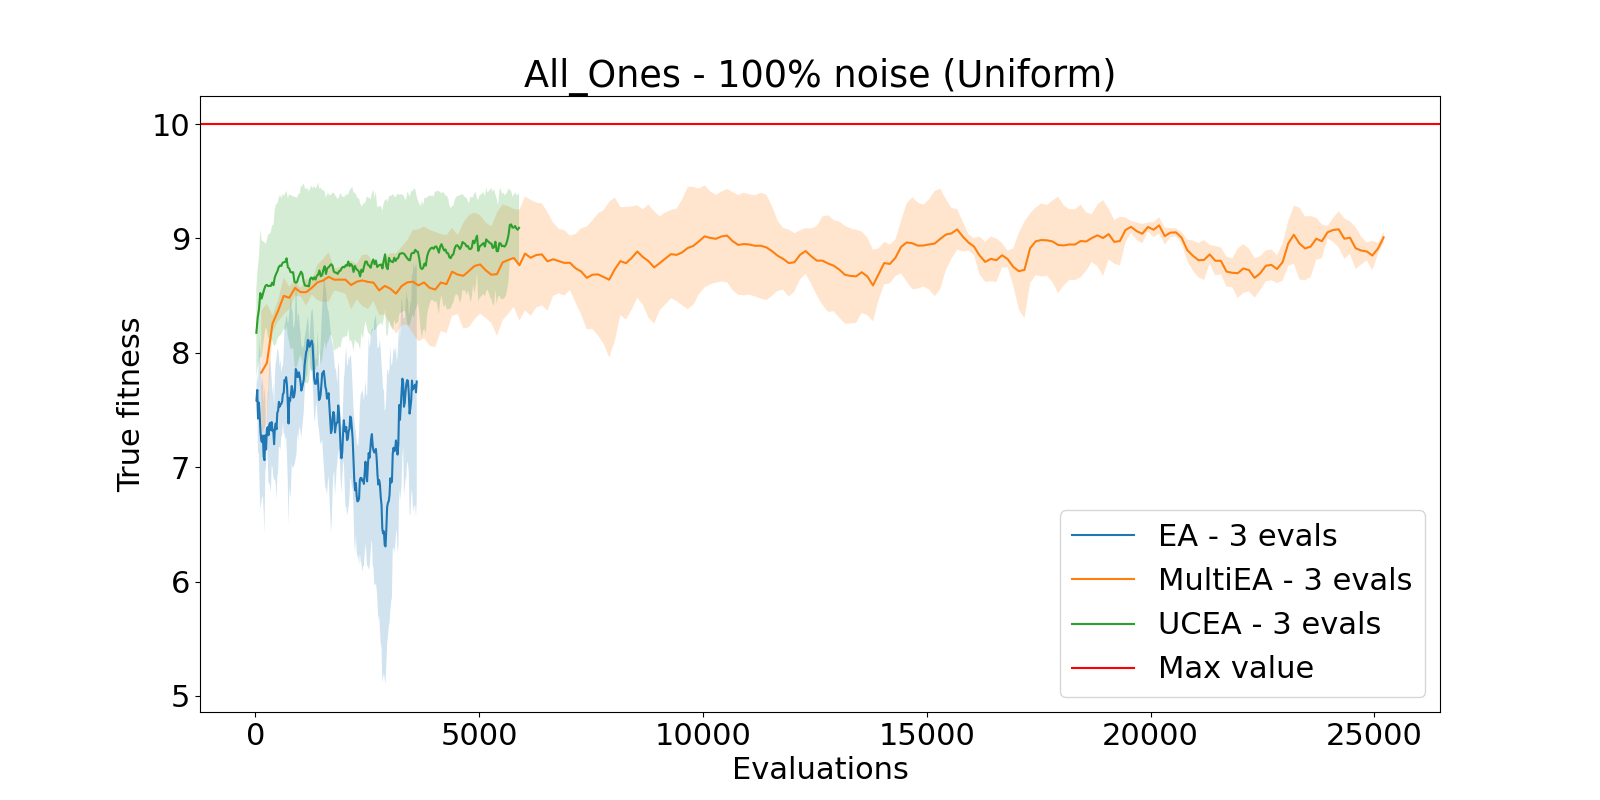 All_Ones - 100% noise (Uniform)
True fitness
10
9
8
7
6
5
0
5000
10000
15000
20000
25000
Evaluations
EA - 3 evals
MultiEA - 3 evals
UCEA - 3 evals
Max value